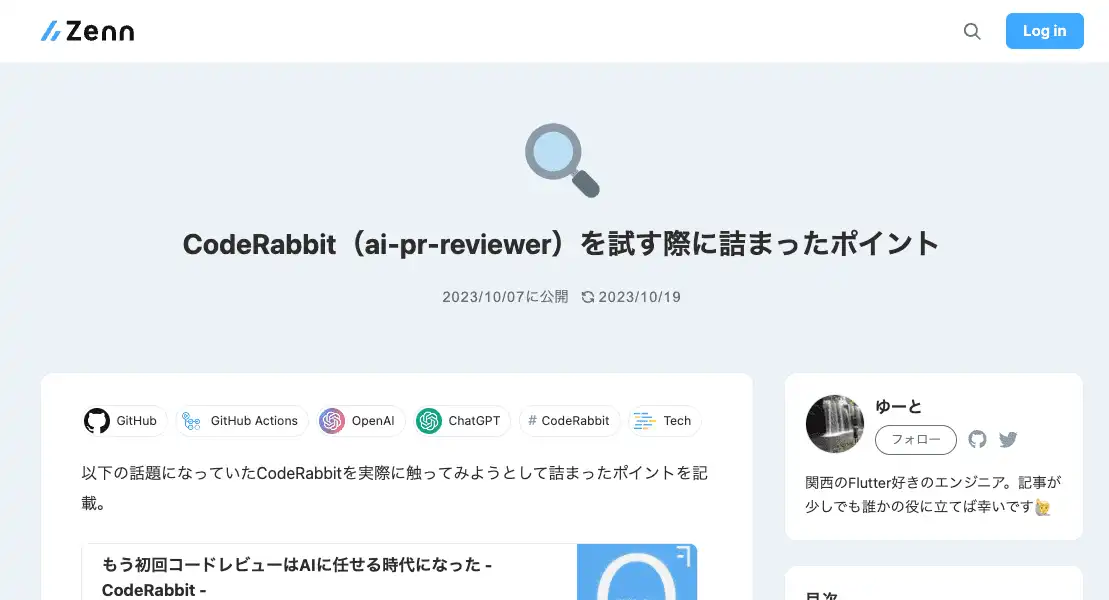 Zenn
Log in
CodeRabbit（ai-pr-reviewer）を試す際に詰まったポイント
2023/10/07に公開 2023/10/19
GitHub
GitHub Actions
OpenAI
ChatGPT
# CodeRabbit
Tech
以下の話題になっていたCodeRabbitを実際に触ってみようとして詰まったポイントを記
載。
もう初回コードレビューはAIに任せる時代になった -
CodeRabbit -
ゆーと
フォロー
関西のFlutter好きのエンジニア。記事が
少しでも誰かの役に立てば幸いです🙋
目次